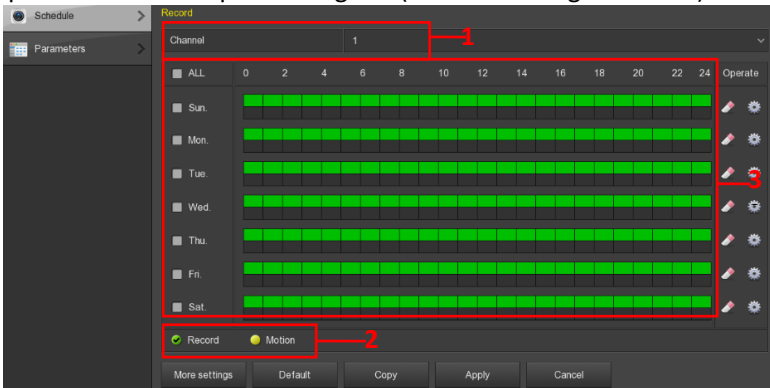 Schedule >
Parameters >
Record
Channel 1
1
ALL 0 2 4 6 8 10 12 14 16 18 20 22 24 Operate
Sun.
Mon.
Tue.
3
Wed.
Thu.
Fri.
Sat.
Record Motion
2
More settings Default Copy Apply Cancel